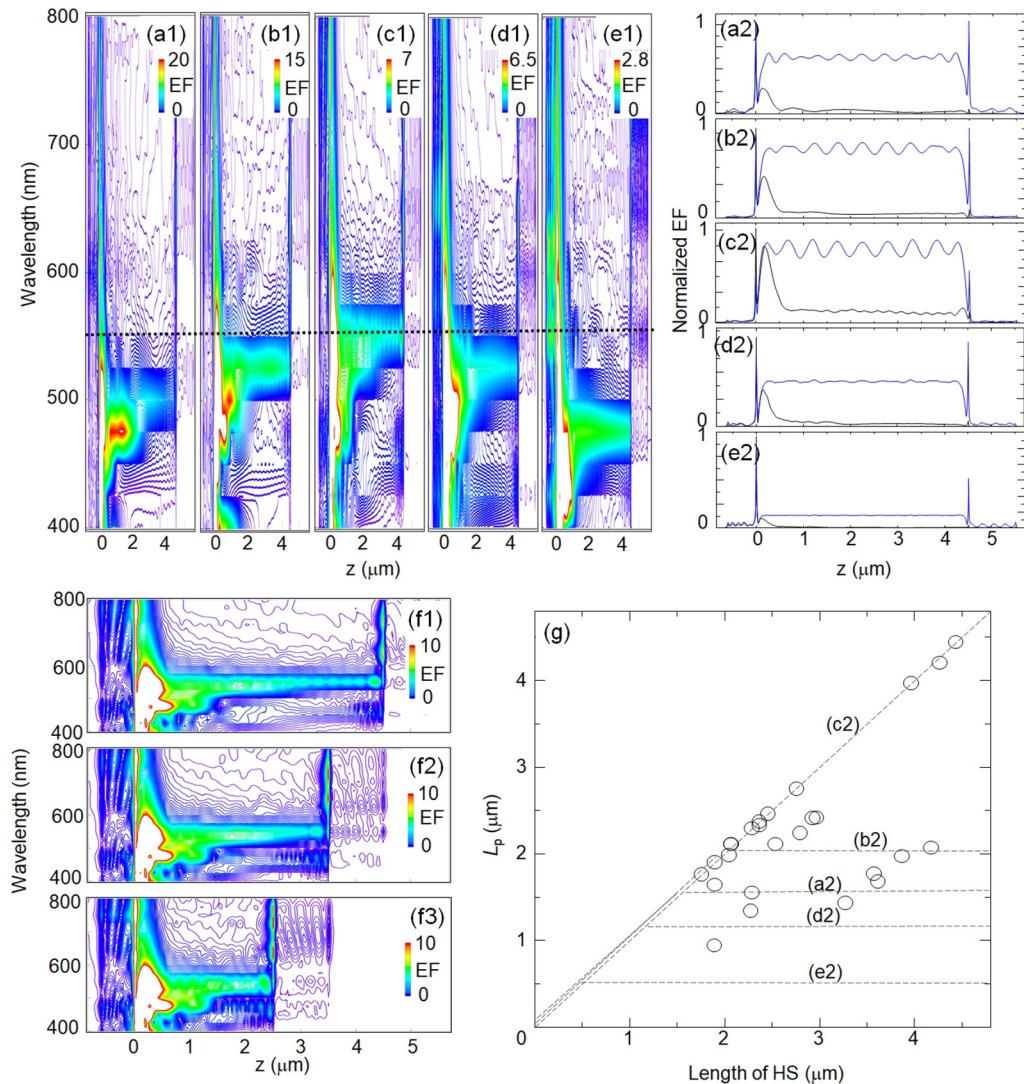 800
(a1)
(b1)
(c1)
(d1)
(e1)
20
15
7
6.5
2.8
EF
EF
EF
EF
EF
0
0
0
0
0
700
600
500
400
Wavelength (nm)
0 2 4
0 2 4
0 2 4
0 2 4
0 2 4
z (μm)
(a2)
1
0
(b2)
1
0
(c2)
1
0
(d2)
1
0
(e2)
1
0
Normalized EF
0 1 2 3 4 5
z (μm)
800
600
400
(f1)
10
EF
0
800
600
400
(f2)
10
EF
0
800
600
400
(f3)
10
EF
0
Wavelength (nm)
0 1 2 3 4 5
z (μm)
(g)
4
3
2
1
0
Lp (μm)
(c2)
(b2)
(a2)
(d2)
(e2)
1 2 3 4
Length of HS (μm)